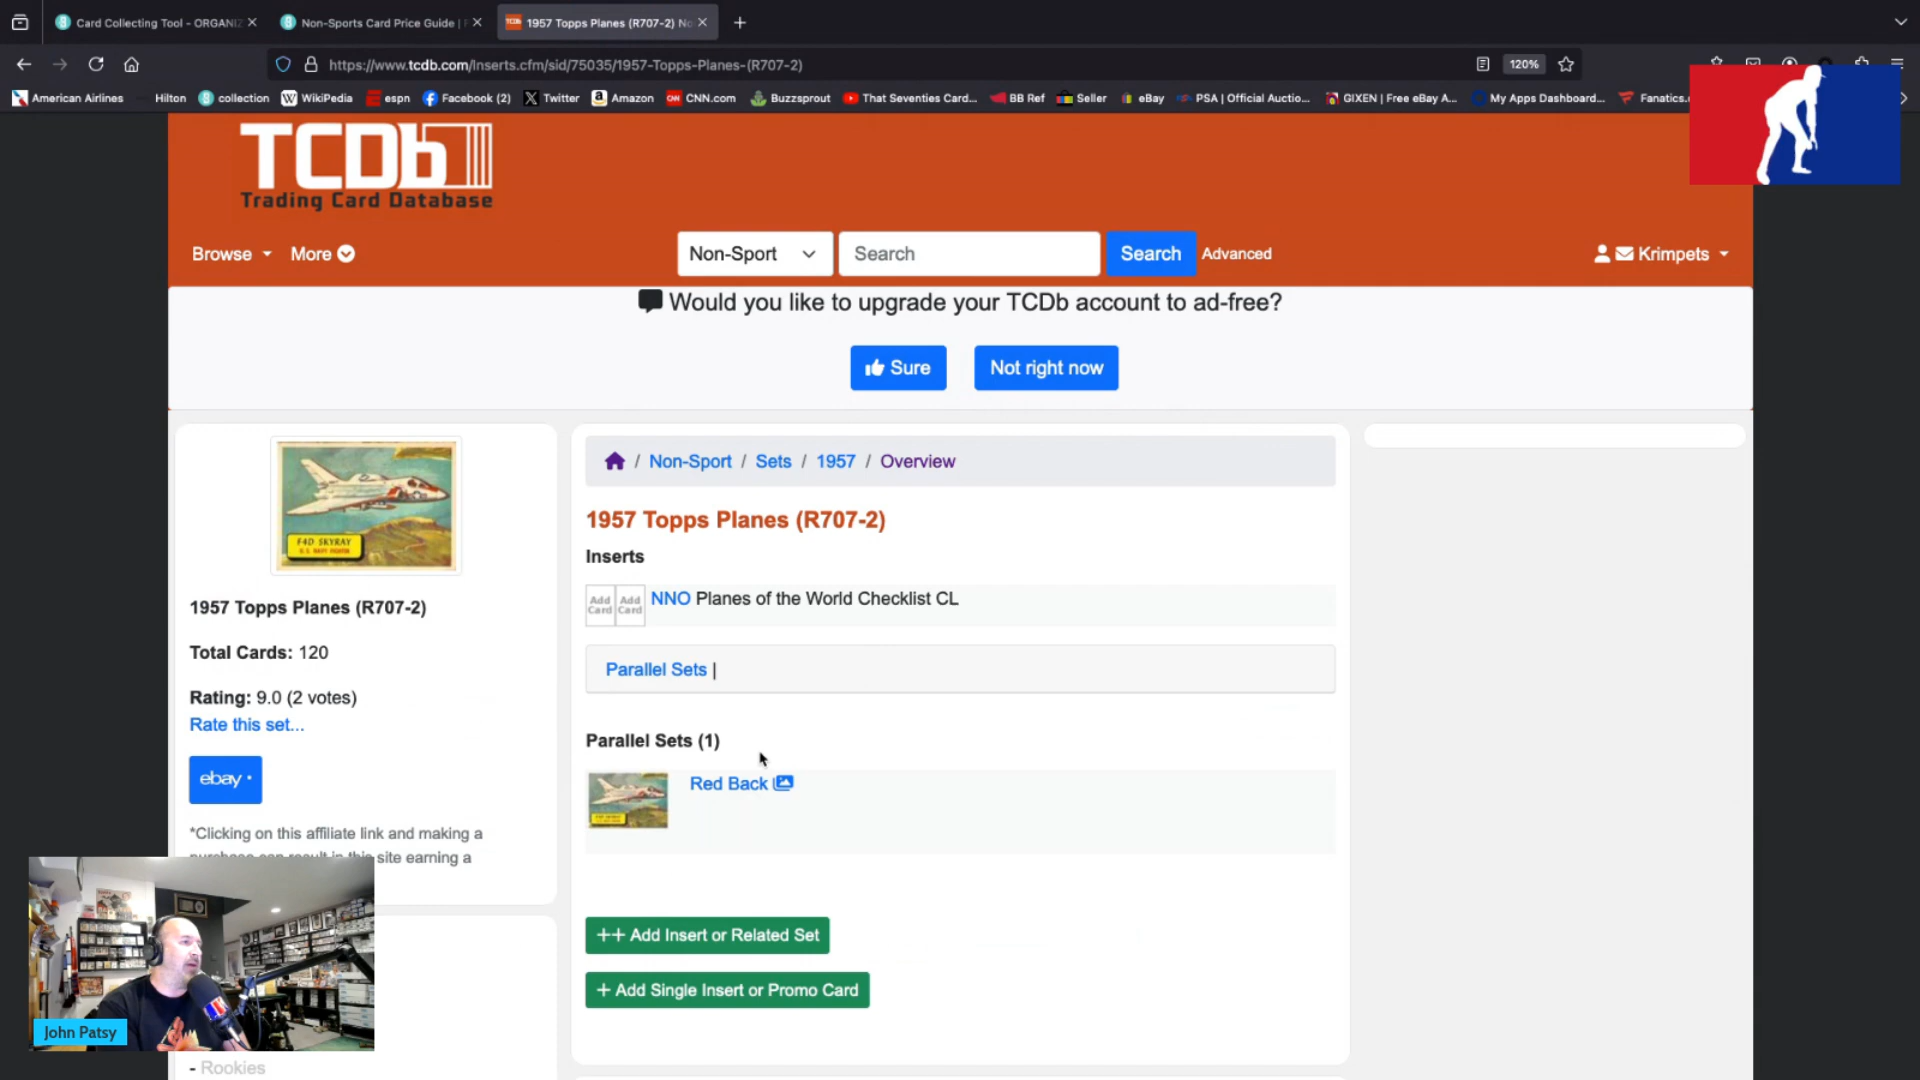 Card Collecting Tool - ORGANIZ
Non-Sports Card Price Guide |
1957 Topps Planes (R707-2) No
https://www.tcdb.com/Inserts.cfm/sid/75035/1957-Topps-Planes-(R707-2)
120%
American Airlines
Hilton
collection
WikiPedia
espn
Facebook (2)
Twitter
Amazon
CNN.com
Buzzsprout
That Seventies Card...
BB Ref
Seller
eBay
PSA | Official Auctio...
GIXEN | Free eBay A...
My Apps Dashboard...
Fanatics.
TCDb
Trading Card Database
Browse
More
Non-Sport
Search
Search
Advanced
Krimpets
Would you like to upgrade your TCDb account to ad-free?
Sure
Not right now
F4D SKYRAY
U.S. NAVY FIGHTER
1957 Topps Planes (R707-2)
Total Cards: 120
Rating: 9.0 (2 votes)
Rate this set...
ebay
*Clicking on this affiliate link and making a
purchase can result in this site earning a
- Rookies
/ Non-Sport / Sets / 1957 / Overview
1957 Topps Planes (R707-2)
Inserts
Add Card
Add Card
NNO Planes of the World Checklist CL
Parallel Sets |
Parallel Sets (1)
Red Back
++ Add Insert or Related Set
+ Add Single Insert or Promo Card
John Patsy